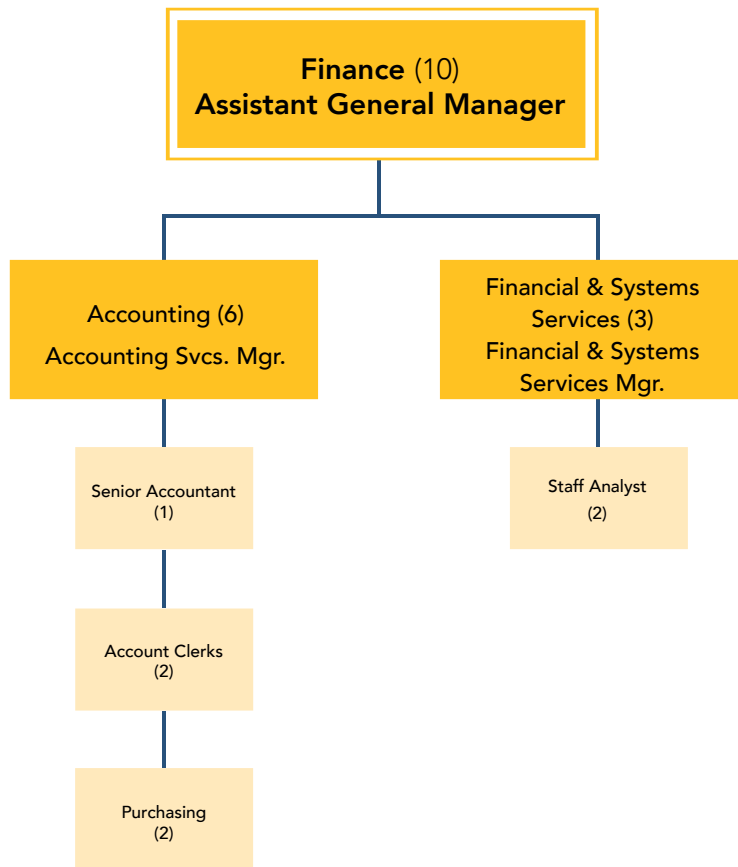 Finance (10)
Assistant General Manager
Accounting (6)
Accounting Svcs. Mgr.
Financial & Systems
Services (3)
Financial & Systems
Services Mgr.
Senior Accountant
(1)
Staff Analyst
(2)
Account Clerks
(2)
Purchasing
(2)